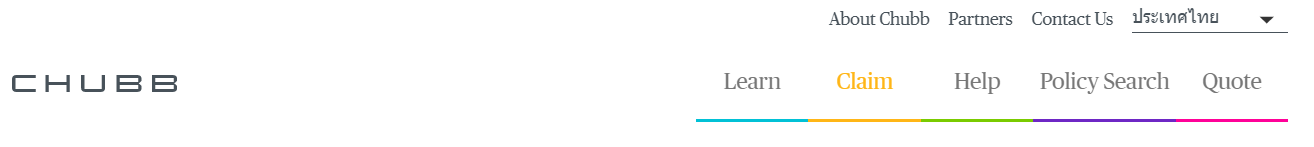 About Chubb Partners Contact Us ประเทศไทย
CHUBB Learn Claim Help Policy Search Quote